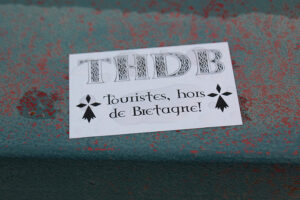 THDB
Touristes, hors
de Bretagne!